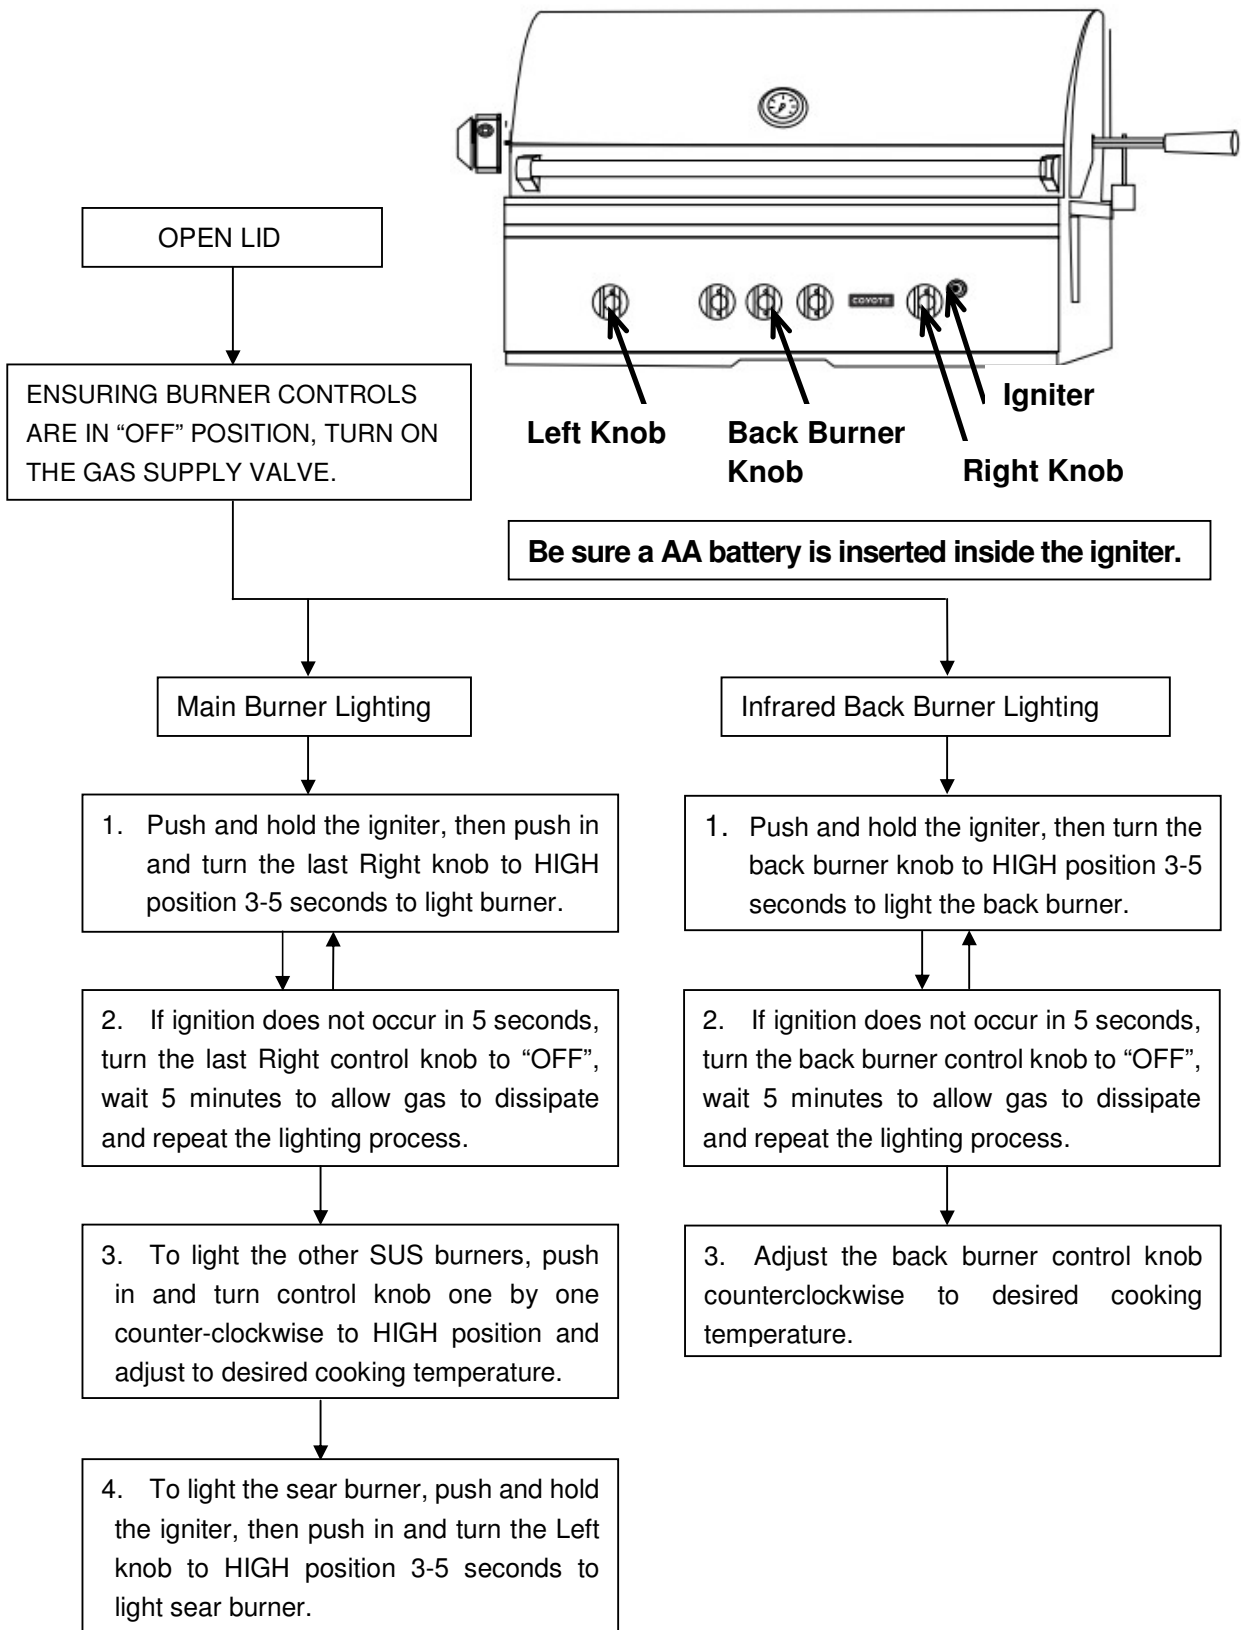 COYOTE
OPEN LID
ENSURING BURNER CONTROLS
ARE IN “OFF” POSITION, TURN ON
THE GAS SUPPLY VALVE.
Left Knob
Back Burner
Knob
Igniter
Right Knob
Be sure a AA battery is inserted inside the igniter.
Main Burner Lighting
1. Push and hold the igniter, then push in
and turn the last Right knob to HIGH
position 3-5 seconds to light burner.
2. If ignition does not occur in 5 seconds,
turn the last Right control knob to “OFF”,
wait 5 minutes to allow gas to dissipate
and repeat the lighting process.
3. To light the other SUS burners, push
in and turn control knob one by one
counter-clockwise to HIGH position and
adjust to desired cooking temperature.
4. To light the sear burner, push and hold
the igniter, then push in and turn the Left
knob to HIGH position 3-5 seconds to
light sear burner.
Infrared Back Burner Lighting
1. Push and hold the igniter, then turn the
back burner knob to HIGH position 3-5
seconds to light the back burner.
2. If ignition does not occur in 5 seconds,
turn the back burner control knob to “OFF”,
wait 5 minutes to allow gas to dissipate
and repeat the lighting process.
3. Adjust the back burner control knob
counterclockwise to desired cooking
temperature.